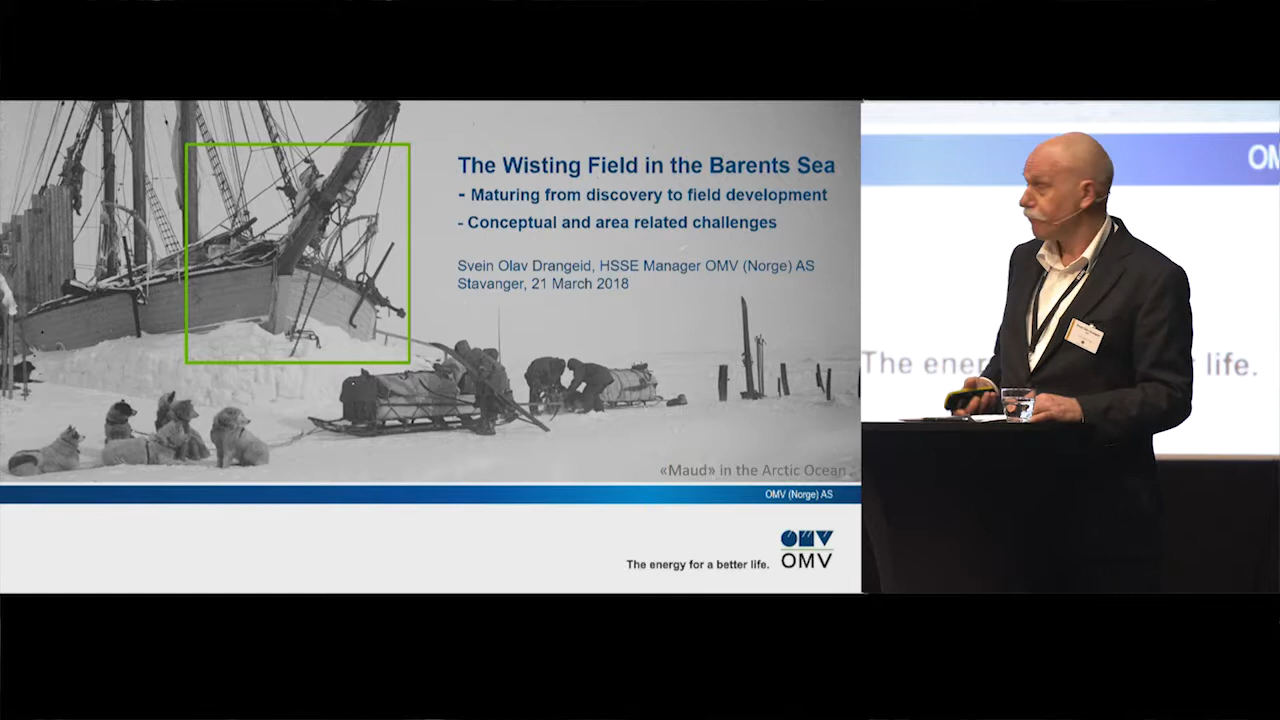 The Wisting Field in the Barents Sea
- Maturing from discovery to field development
- Conceptual and area related challenges
Svein Olav Drangeid, HSSE Manager OMV (Norge) AS
Stavanger, 21 March 2018
«Maud» in the Arctic Ocean
OMV (Norge) AS
The energy for a better life.
OMV
OMV
OM
The ener
life.